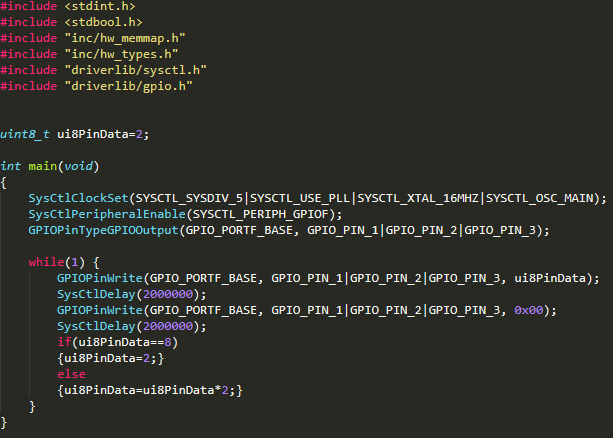 #include <stdint.h>
#include <stdbool.h>
#include "inc/hw_memmap.h"
#include "inc/hw_types.h"
#include "driverlib/sysctl.h"
#include "driverlib/gpio.h"
uint8_t ui8PinData=2;
int main(void)
{
SysCtlClockSet(SYSCTL_SYSDIV_5|SYSCTL_USE_PLL|SYSCTL_XTAL_16MHZ|SYSCTL_OSC_MAIN);
SysCtlPeripheralEnable(SYSCTL_PERIPH_GPIOF);
GPIOPinTypeGPIOOutput(GPIO_PORTF_BASE, GPIO_PIN_1|GPIO_PIN_2|GPIO_PIN_3);
while(1) {
GPIOPinWrite(GPIO_PORTF_BASE, GPIO_PIN_1|GPIO_PIN_2|GPIO_PIN_3, ui8PinData);
SysCtlDelay(2000000);
GPIOPinWrite(GPIO_PORTF_BASE, GPIO_PIN_1|GPIO_PIN_2|GPIO_PIN_3, 0x00);
SysCtlDelay(2000000);
if(ui8PinData==8)
{ui8PinData=2;}
else
{ui8PinData=ui8PinData*2;}
}
}